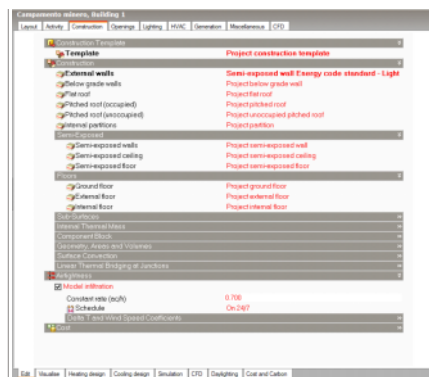 Campaments miners, Building 1
Layout Activity Construction Openings Lighting HVAC Generation Miscellaneous CFD
Construction Template
Template Project construction template
Construction
External walls Semi-exposed wall Energy code standard - Light
Below grade walls Project below grade wall
Flat roof Project flat roof
Pitched roof (occupied) Project pitched roof
Pitched roof (unoccupied) Project unoccupied pitched roof
Internal partitions Project partition
Semi-Exposed
Semi-exposed walls Project semi-exposed wall
Semi-exposed ceiling Project semi-exposed ceiling
Semi-exposed floor Project semi-exposed floor
Floors
Ground floor Project ground floor
External floor Project external floor
Internal floor Project internal floor
Sub-Surfaces
Internal Thermal Mass
Component Block
Geometry, Areas and Volumes
Surface Convection
Linear Thermal Bridging at Junctions
Airtightness
Model infiltration
Constant rate (ac/h) 0.700
Schedule On 24/7
Delta T and Wind Speed Coefficients
Cost
Edit Visualise Heating design Cooling design Simulation CFD Daylighting Cost and Carbon